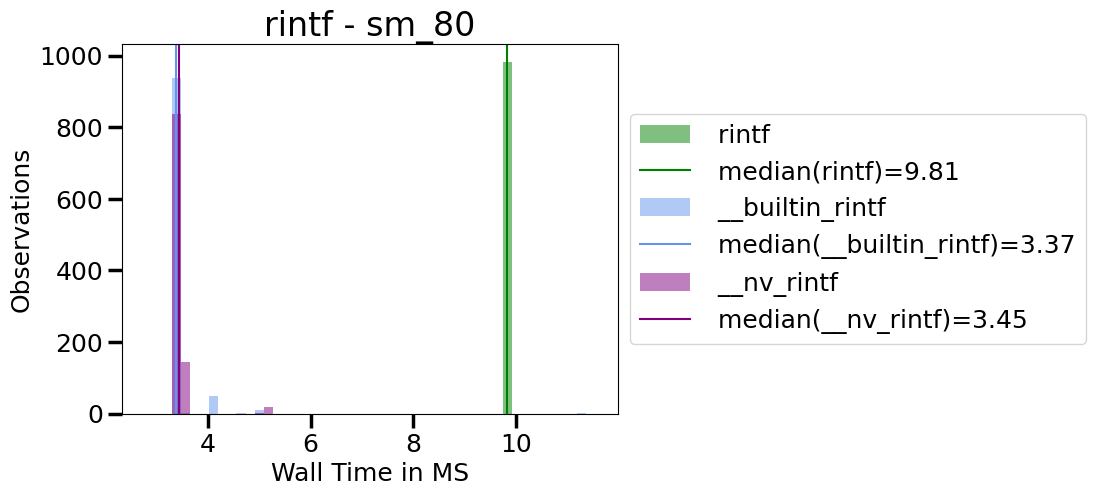 rintf - sm_80
1000
800
600
400
200
0
Observations
4 6 8 10
Wall Time in MS
rintf
median(rintf)=9.81
__builtin_rintf
median(__builtin_rintf)=3.37
__nv_rintf
median(__nv_rintf)=3.45